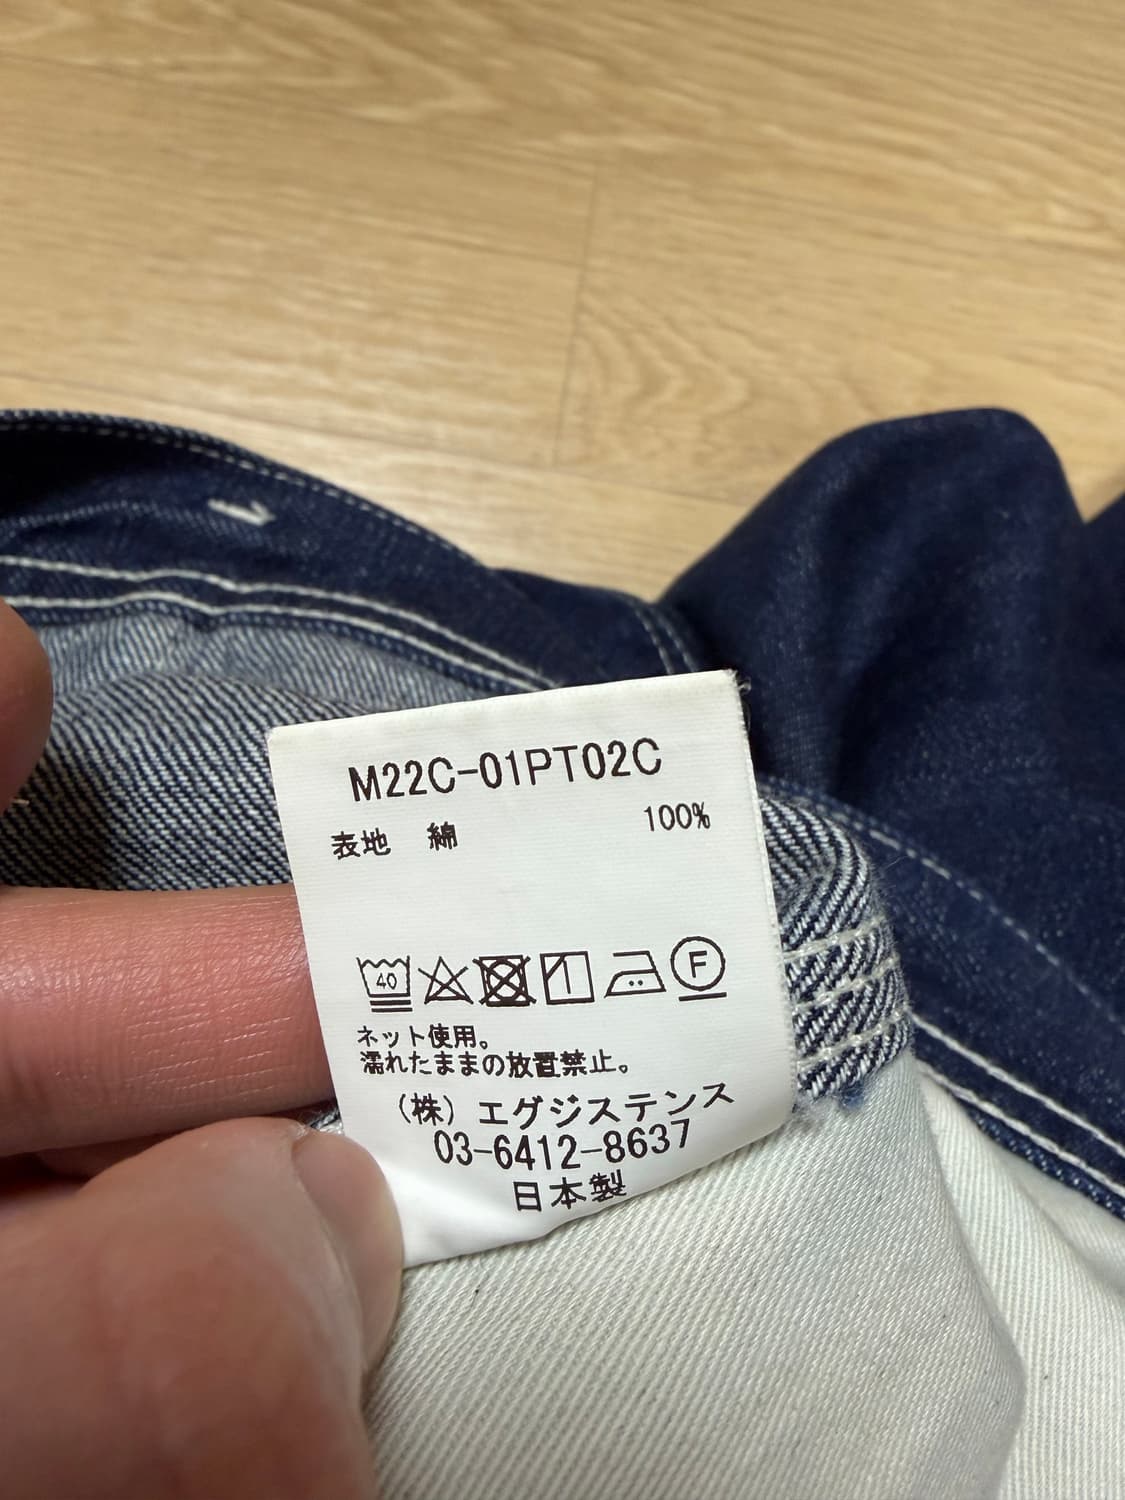 M22C-01PT02C
表地 綿 100%
40 F
ネット使用。
濡れたままの放置禁止。
（株）エグジステンス
03-6412-8637
日本製